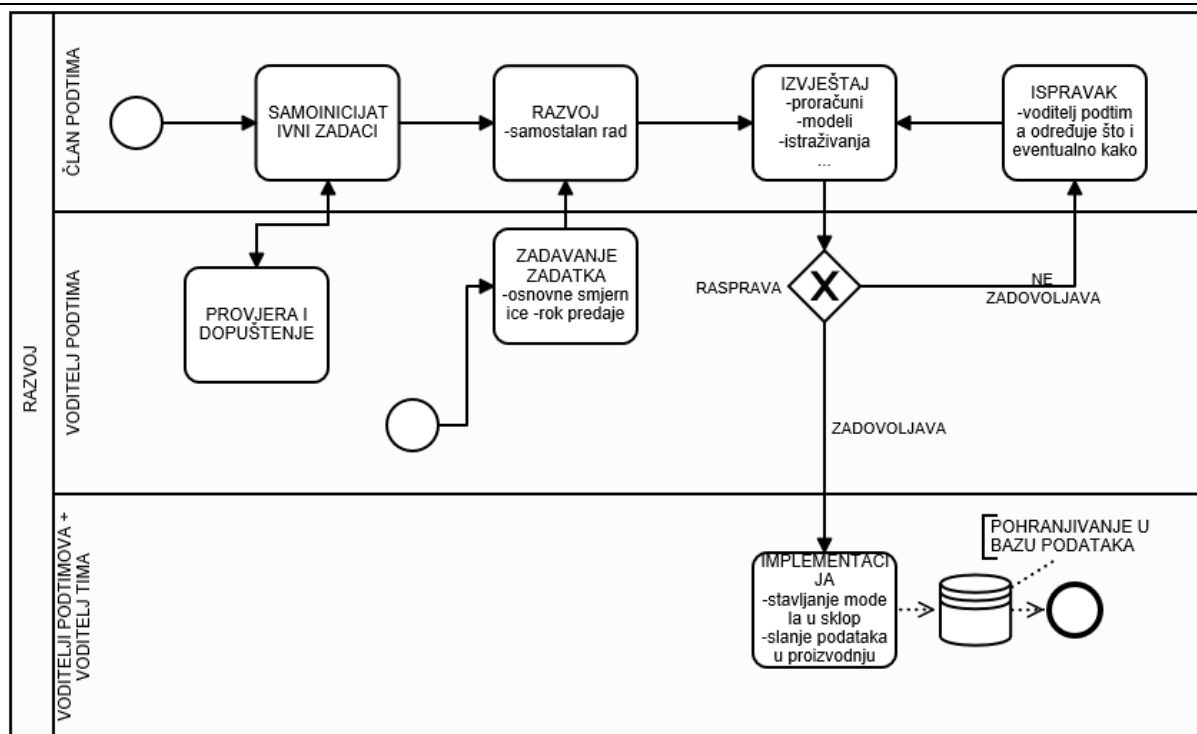 RAZVOJ
ČLAN PODTIMA
SAMOINICIJAT
IVNI ZADACI
RAZVOJ
-samostalan rad
IZVJEŠTAJ
-proračuni
-modeli
-istraživanja
...
ISPRAVAK
-voditelj podtim
a određuje što i
eventualno kako
VODITELJ PODTIMA
PROVJERA I
DOPUŠTENJE
ZADAVANJE
ZADATKA
-osnovne smjern
ice -rok predaje
RASPRAVA
X
NE
ZADOVOLJAVA
ZADOVOLJAVA
VODITELJI PODTIMOVA +
VODITELJ TIMA
IMPLEMENTACI
JA
-stavljanje mode
la u sklop
-slanje podataka
u proizvodnju
POHRANJIVANJE U
BAZU PODATAKA